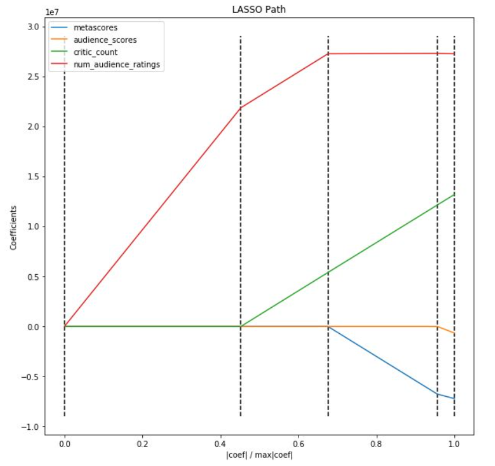 LASSO Path
1e7
metascores
audience_scores
critic_count
num_audience_ratings
3.0
2.5
2.0
1.5
1.0
0.5
0.0
−0.5
−1.0
Coefficients
0.0 0.2 0.4 0.6 0.8 1.0
|coef| / max|coef|